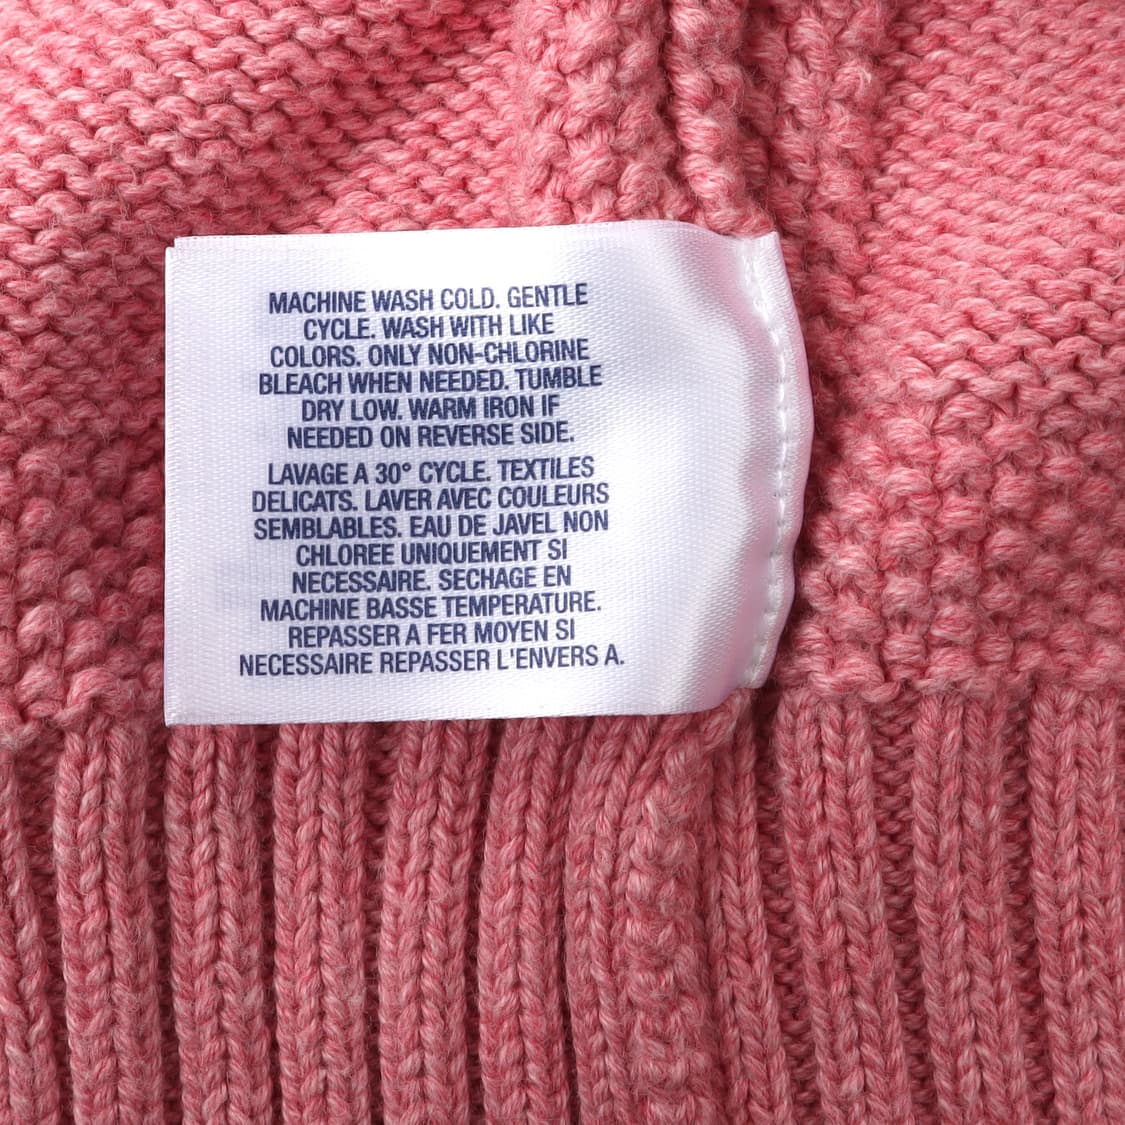 MACHINE WASH COLD. GENTLE
CYCLE. WASH WITH LIKE
COLORS. ONLY NON-CHLORINE
BLEACH WHEN NEEDED. TUMBLE
DRY LOW. WARM IRON IF
NEEDED ON REVERSE SIDE.
LAVAGE A 30° CYCLE. TEXTILES
DELICATS. LAVER AVEC COULEURS
SEMBLABLES. EAU DE JAVEL NON
CHLOREE UNIQUEMENT SI
NECESSAIRE. SECHAGE EN
MACHINE BASSE TEMPERATURE.
REPASSER A FER MOYEN SI
NECESSAIRE REPASSER L'ENVERS A.